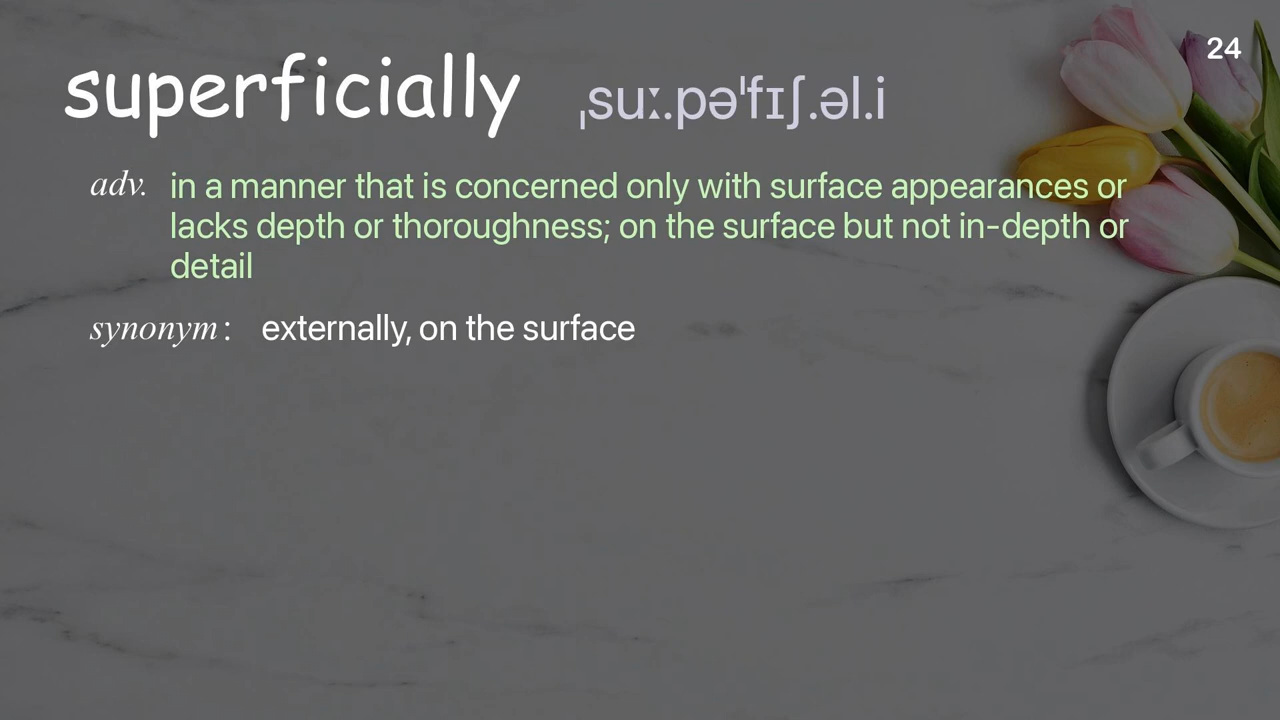 24
superficially ˌsuː.pəˈfɪʃ.əl.i
adv. in a manner that is concerned only with surface appearances or
lacks depth or thoroughness; on the surface but not in-depth or
detail
synonym : externally, on the surface